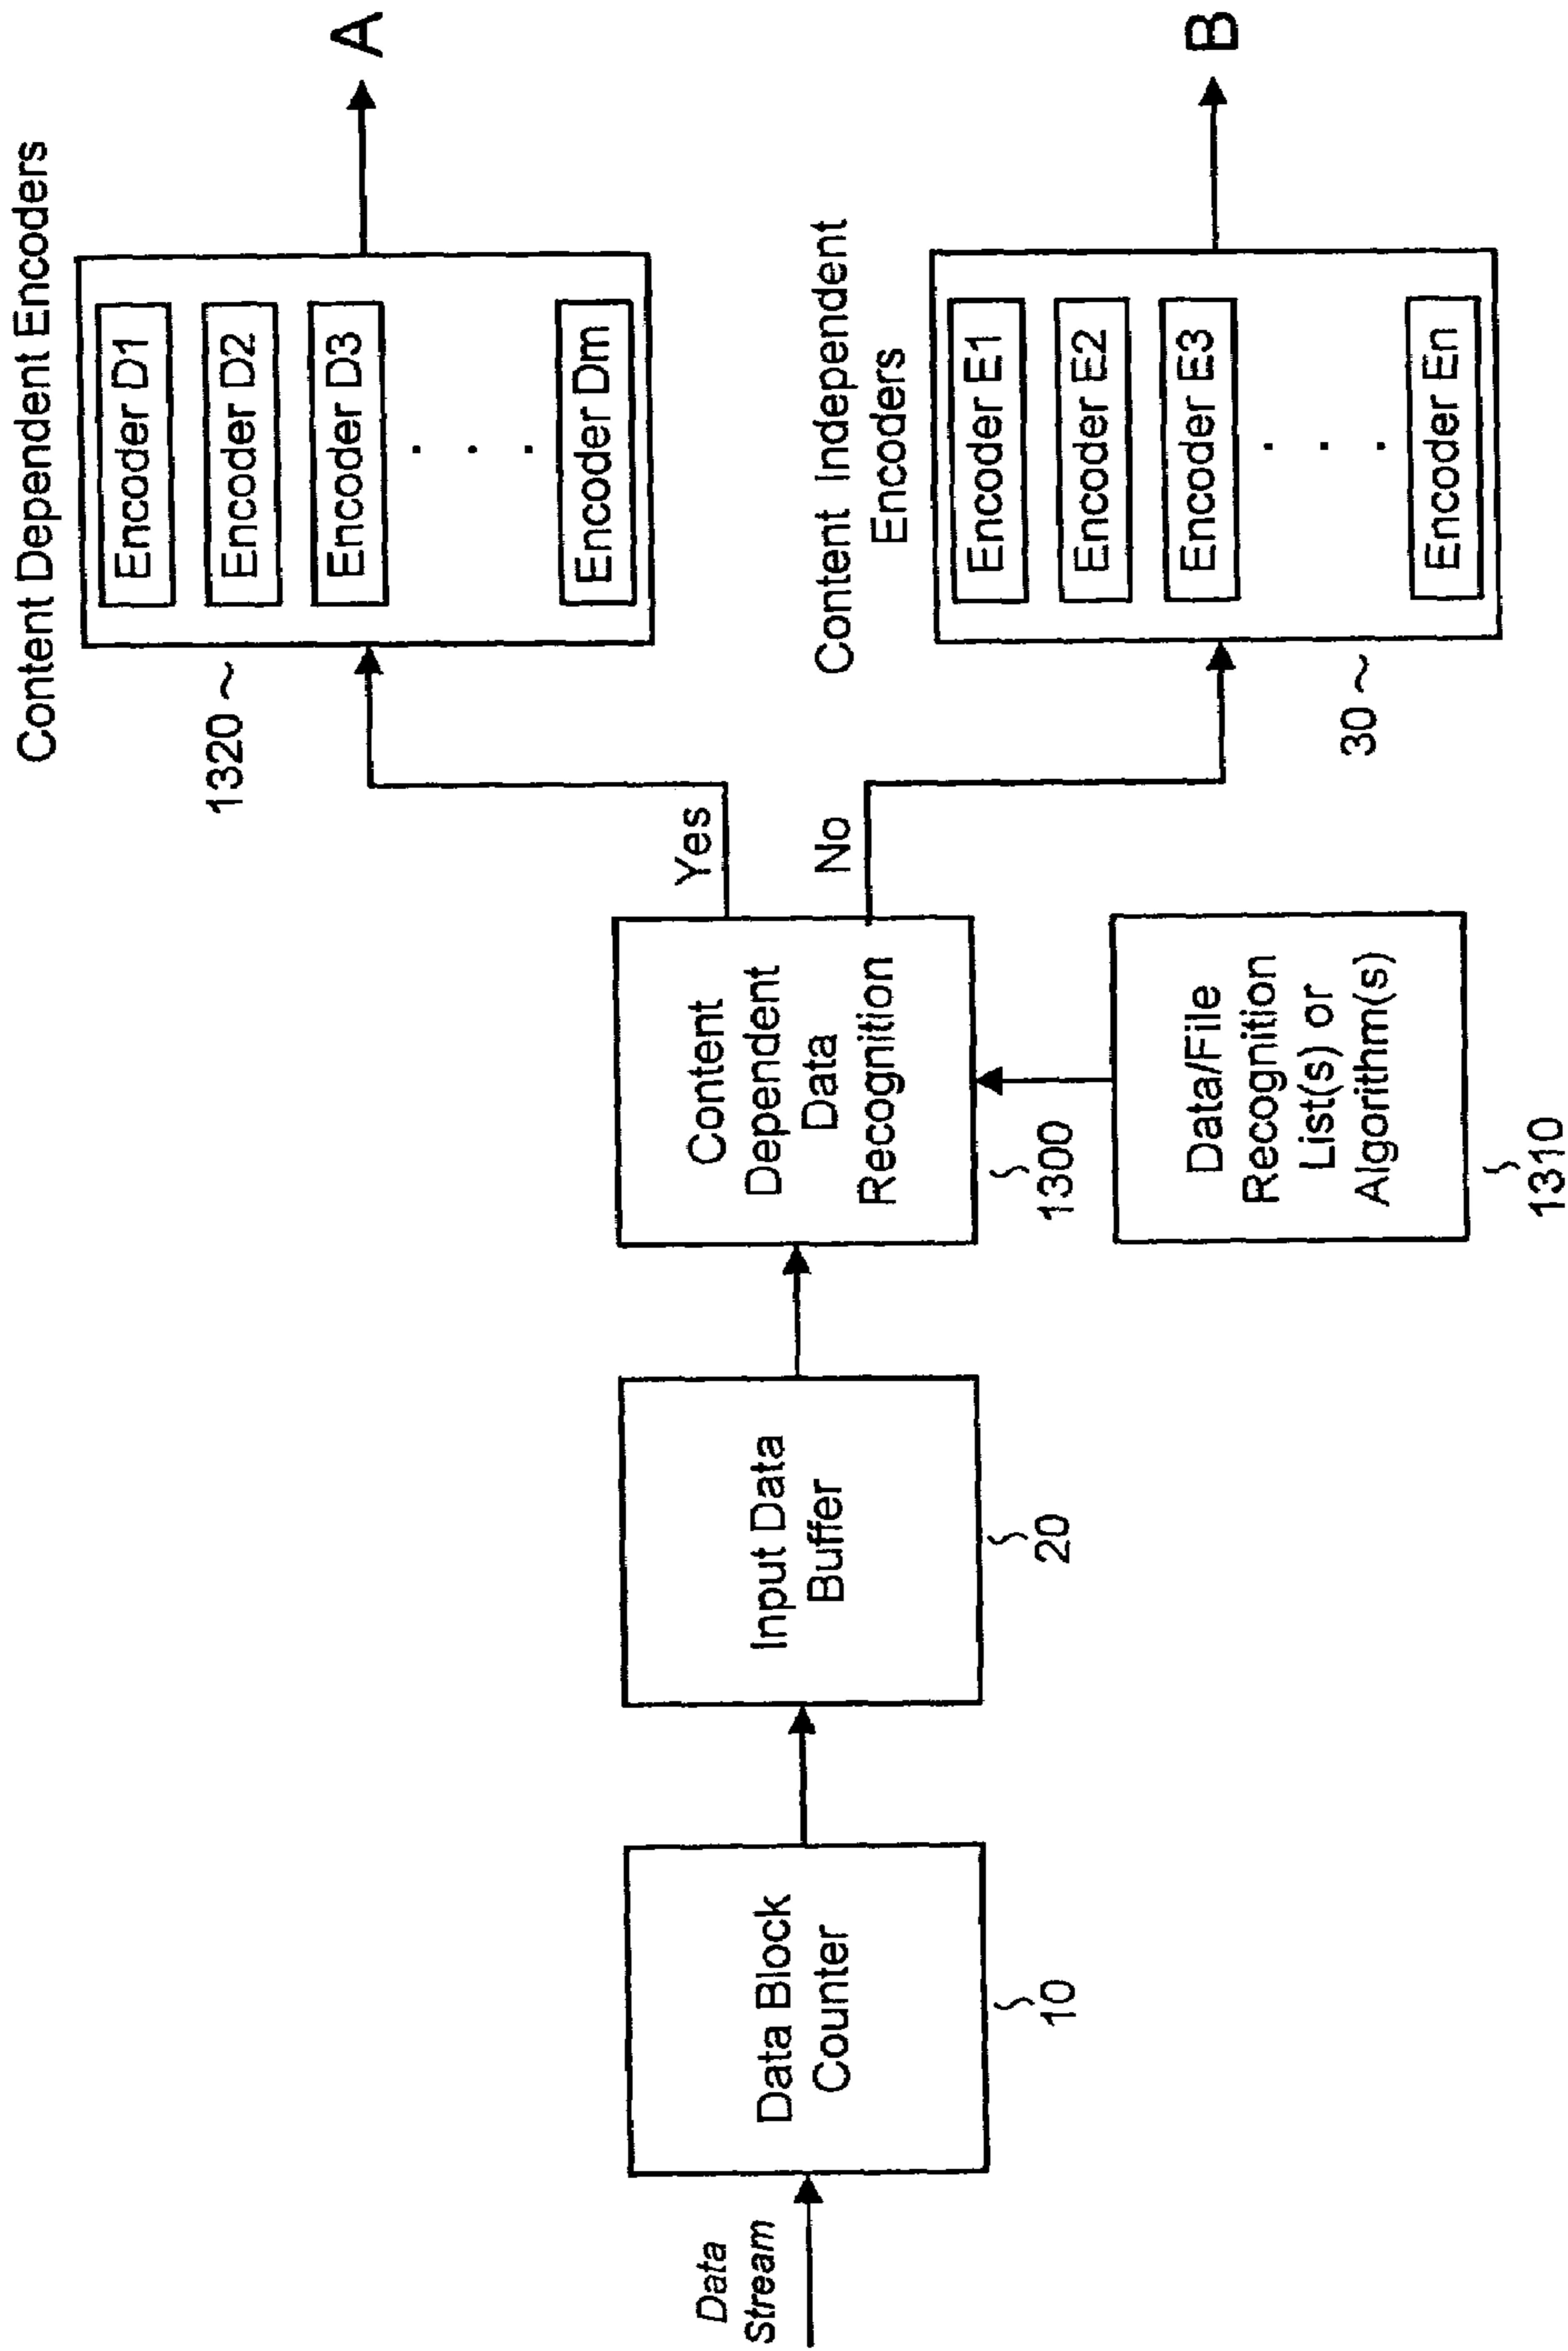 Data
Stream
Data Block
Counter
10
Input Data
Buffer
20
Content
Dependent
Data
Recognition
1300
Data/File
Recognition
List(s) or
Algorithm(s)
1310
Yes
No
Content Dependent Encoders
1320
Encoder D1
Encoder D2
Encoder D3
. . .
Encoder Dm
A
Content Independent
Encoders
30
Encoder E1
Encoder E2
Encoder E3
. . .
Encoder En
B